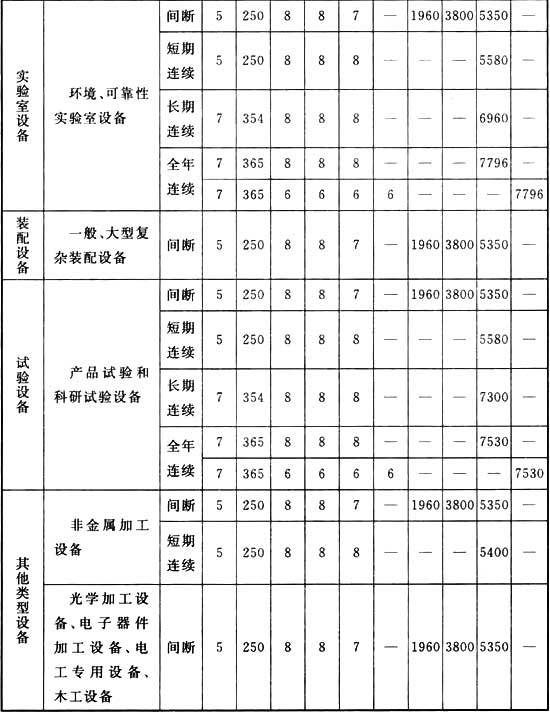 实验室设备 环境、可靠性实验室设备 间断 5 250 8 8 7 — 1960 3800 5350 —
短期连续 5 250 8 8 8 — — — 5580 —
长期连续 7 354 8 8 8 — — — 6960 —
全年连续 7 365 8 8 8 — — — 7796 —
7 365 6 6 6 6 — — — 7796
装配设备 一般、大型复杂装配设备 间断 5 250 8 8 7 — 1960 3800 5350 —
试验设备 产品试验和科研试验设备 间断 5 250 8 8 7 — 1960 3800 5350 —
短期连续 5 250 8 8 8 — — — 5580 —
长期连续 7 354 8 8 8 — — — 7300 —
全年连续 7 365 8 8 8 — — — 7530 —
7 365 6 6 6 6 — — — 7530
其他类型设备 非金属加工设备 间断 5 250 8 8 7 — 1960 3800 5350 —
短期连续 5 250 8 8 8 — — — 5400 —
光学加工设备、电子器件加工设备、电工专用设备、木工设备 间断 5 250 8 8 7 — 1960 3800 5350 —